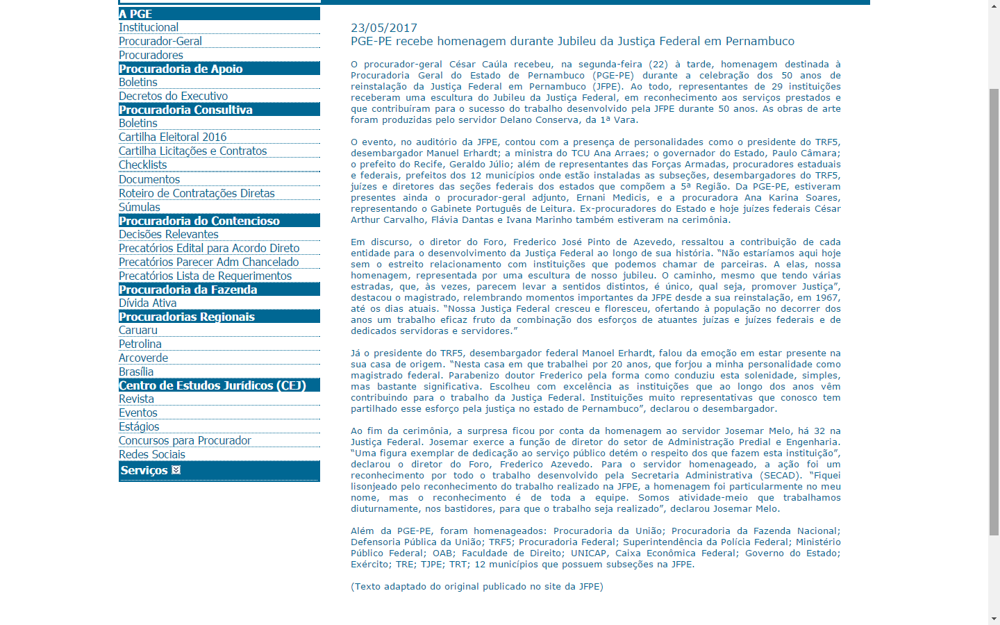 A PGE
Institucional
Procurador-Geral
Procuradores
Procuradoria de Apoio
Boletins
Decretos do Executivo
Procuradoria Consultiva
Boletins
Cartilha Eleitoral 2016
Cartilha Licitações e Contratos
Checklists
Documentos
Roteiro de Contratações Diretas
Súmulas
Procuradoria do Contencioso
Decisões Relevantes
Precatórios Edital para Acordo Direto
Precatórios Parecer Adm Chancelado
Precatórios Lista de Requerimentos
Procuradoria da Fazenda
Dívida Ativa
Procuradorias Regionais
Caruaru
Petrolina
Arcoverde
Brasília
Centro de Estudos Jurídicos (CEJ)
Revista
Eventos
Estágios
Concursos para Procurador
Redes Sociais
Serviços
23/05/2017
PGE-PE recebe homenagem durante Jubileu da Justiça Federal em Pernambuco
O procurador-geral César Caúla recebeu, na segunda-feira (22) à tarde, homenagem destinada à
Procuradoria Geral do Estado de Pernambuco (PGE-PE) durante a celebração dos 50 anos de
reinstalação da Justiça Federal em Pernambuco (JFPE). Ao todo, representantes de 29 instituições
receberam uma escultura do Jubileu da Justiça Federal, em reconhecimento aos serviços prestados e
que contribuíram para o sucesso do trabalho desenvolvido pela JFPE durante 50 anos. As obras de arte
foram produzidas pelo servidor Delano Conserva, da 1ª Vara.
O evento, no auditório da JFPE, contou com a presença de personalidades como o presidente do TRF5,
desembargador Manuel Erhardt; a ministra do TCU Ana Arraes; o governador do Estado, Paulo Câmara;
o prefeito do Recife, Geraldo Júlio; além de representantes das Forças Armadas, procuradores estaduais
e federais, prefeitos dos 12 municípios onde estão instaladas as subseções, desembargadores do TRF5,
juízes e diretores das seções federais dos estados que compõem a 5ª Região. Da PGE-PE, estiveram
presentes ainda o procurador-geral adjunto, Ernani Medicis, e a procuradora Ana Karina Soares,
representando o Gabinete Português de Leitura. Ex-procuradores do Estado e hoje juízes federais César
Arthur Carvalho, Flávia Dantas e Ivana Marinho também estiveram na cerimônia.
Em discurso, o diretor do Foro, Frederico José Pinto de Azevedo, ressaltou a contribuição de cada
entidade para o desenvolvimento da Justiça Federal ao longo de sua história. “Não estaríamos aqui hoje
sem o estreito relacionamento com instituições que podemos chamar de parceiras. A elas, nossa
homenagem, representada por uma escultura de nosso jubileu. O caminho, mesmo que tendo várias
estradas, que, às vezes, parecem levar a sentidos distintos, é único, qual seja, promover Justiça”,
destacou o magistrado, relembrando momentos importantes da JFPE desde a sua reinstalação, em 1967,
até os dias atuais. “Nossa Justiça Federal cresceu e floresceu, ofertando à população no decorrer dos
anos um trabalho eficaz fruto da combinação dos esforços de atuantes juízas e juízes federais e de
dedicados servidoras e servidores.”
Já o presidente do TRF5, desembargador federal Manoel Erhardt, falou da emoção em estar presente na
sua casa de origem. “Nesta casa em que trabalhei por 20 anos, que forjou a minha personalidade como
magistrado federal. Parabenizo doutor Frederico pela forma como conduziu esta solenidade, simples,
mas bastante significativa. Escolheu com excelência as instituições que ao longo dos anos vêm
contribuindo para o trabalho da Justiça Federal. Instituições muito representativas que conosco tem
partilhado esse esforço pela justiça no estado de Pernambuco”, declarou o desembargador.
Ao fim da cerimônia, a surpresa ficou por conta da homenagem ao servidor Josemar Melo, há 32 na
Justiça Federal. Josemar exerce a função de diretor do setor de Administração Predial e Engenharia.
“Uma figura exemplar de dedicação ao serviço público detém o respeito dos que fazem esta instituição”,
declarou o diretor do Foro, Frederico Azevedo. Para o servidor homenageado, a ação foi um
reconhecimento por todo o trabalho desenvolvido pela Secretaria Administrativa (SECAD). “Fiquei
lisonjeado pelo reconhecimento do trabalho realizado na JFPE, a homenagem foi particularmente no meu
nome, mas o reconhecimento é de toda a equipe. Somos atividade-meio que trabalhamos
diuturnamente, nos bastidores, para que o trabalho seja realizado”, declarou Josemar Melo.
Além da PGE-PE, foram homenageados: Procuradoria da União; Procuradoria da Fazenda Nacional;
Defensoria Pública da União; TRF5; Procuradoria Federal; Superintendência da Polícia Federal; Ministério
Público Federal; OAB; Faculdade de Direito; UNICAP, Caixa Econômica Federal; Governo do Estado;
Exército; TRE; TJPE; TRT; 12 municípios que possuem subseções na JFPE.
(Texto adaptado do original publicado no site da JFPE)